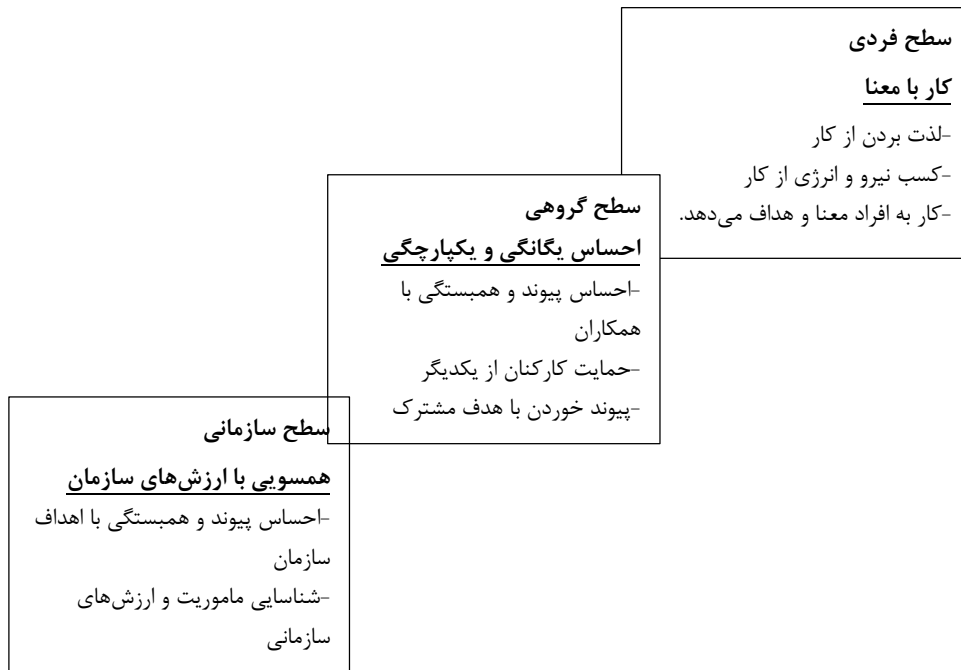 سطح فردی
کار با معنا
-لذت بردن از کار
-کسب نیرو و انرژی از کار
-کار به افراد معنا و هدف می‌دهد.
سطح گروهی
احساس یگانگی و یکپارچگی
-احساس پیوند و همبستگی با
همکاران
-حمایت کارکنان از یکدیگر
-پیوند خوردن با هدف مشترک
سطح سازمانی
همسویی با ارزش‌های سازمان
-احساس پیوند و همبستگی با اهداف
سازمان
-شناسایی ماموریت و ارزش‌های
سازمانی